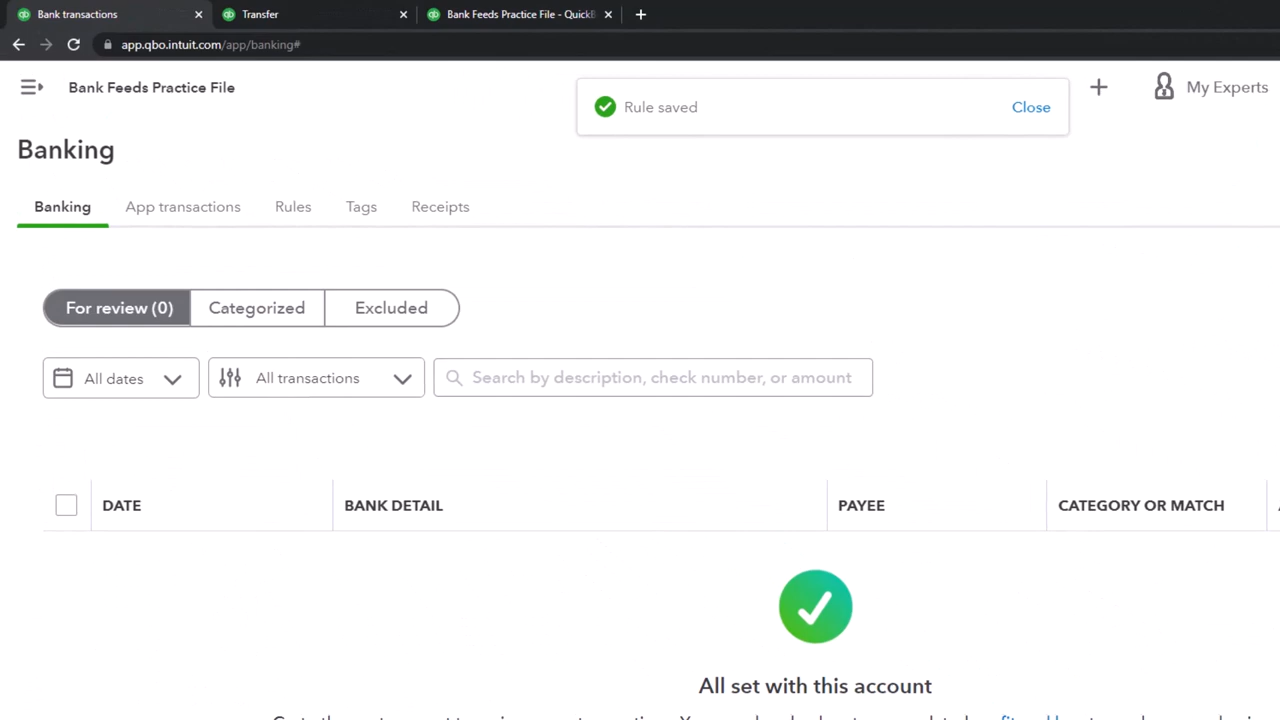 Bank transactions
Transfer
Bank Feeds Practice File - QuickB
app.qbo.intuit.com/app/banking#
Bank Feeds Practice File
Rule saved
Close
My Experts
Banking
Banking
App transactions
Rules
Tags
Receipts
For review (0)
Categorized
Excluded
All dates
All transactions
Search by description, check number, or amount
DATE
BANK DETAIL
PAYEE
CATEGORY OR MATCH
All set with this account